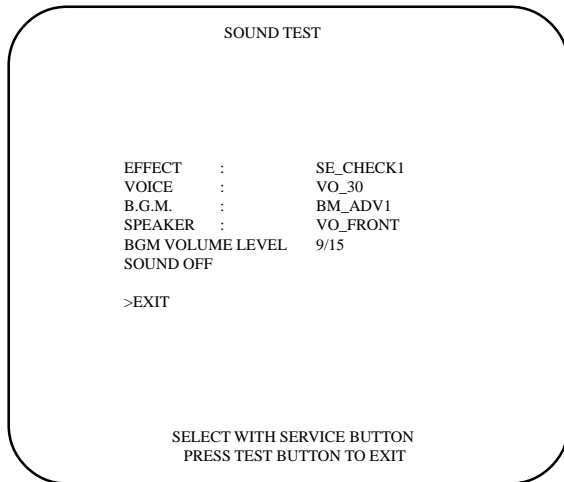 SOUND TEST
EFFECT : SE_CHECK1
VOICE : VO_30
B.G.M. : BM_ADV1
SPEAKER : VO_FRONT
BGM VOLUME LEVEL 9/15
SOUND OFF
>EXIT
SELECT WITH SERVICE BUTTON
PRESS TEST BUTTON TO EXIT